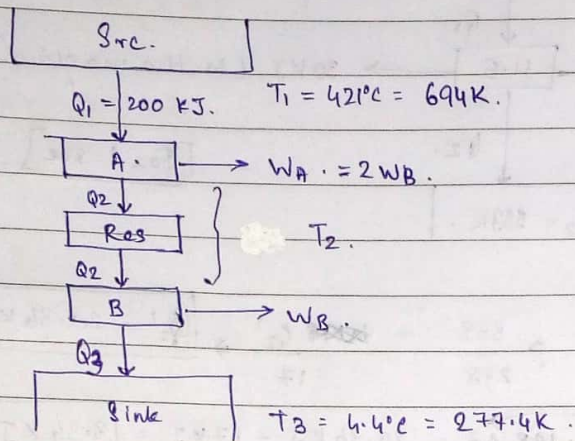 Src.
Q1 = 200 KJ. T1 = 421°C = 694K.
A. WA. = 2WB.
Q2
Res T2.
Q2
B WB.
Q3
Sink T3 = 4.4°C = 277.4K.